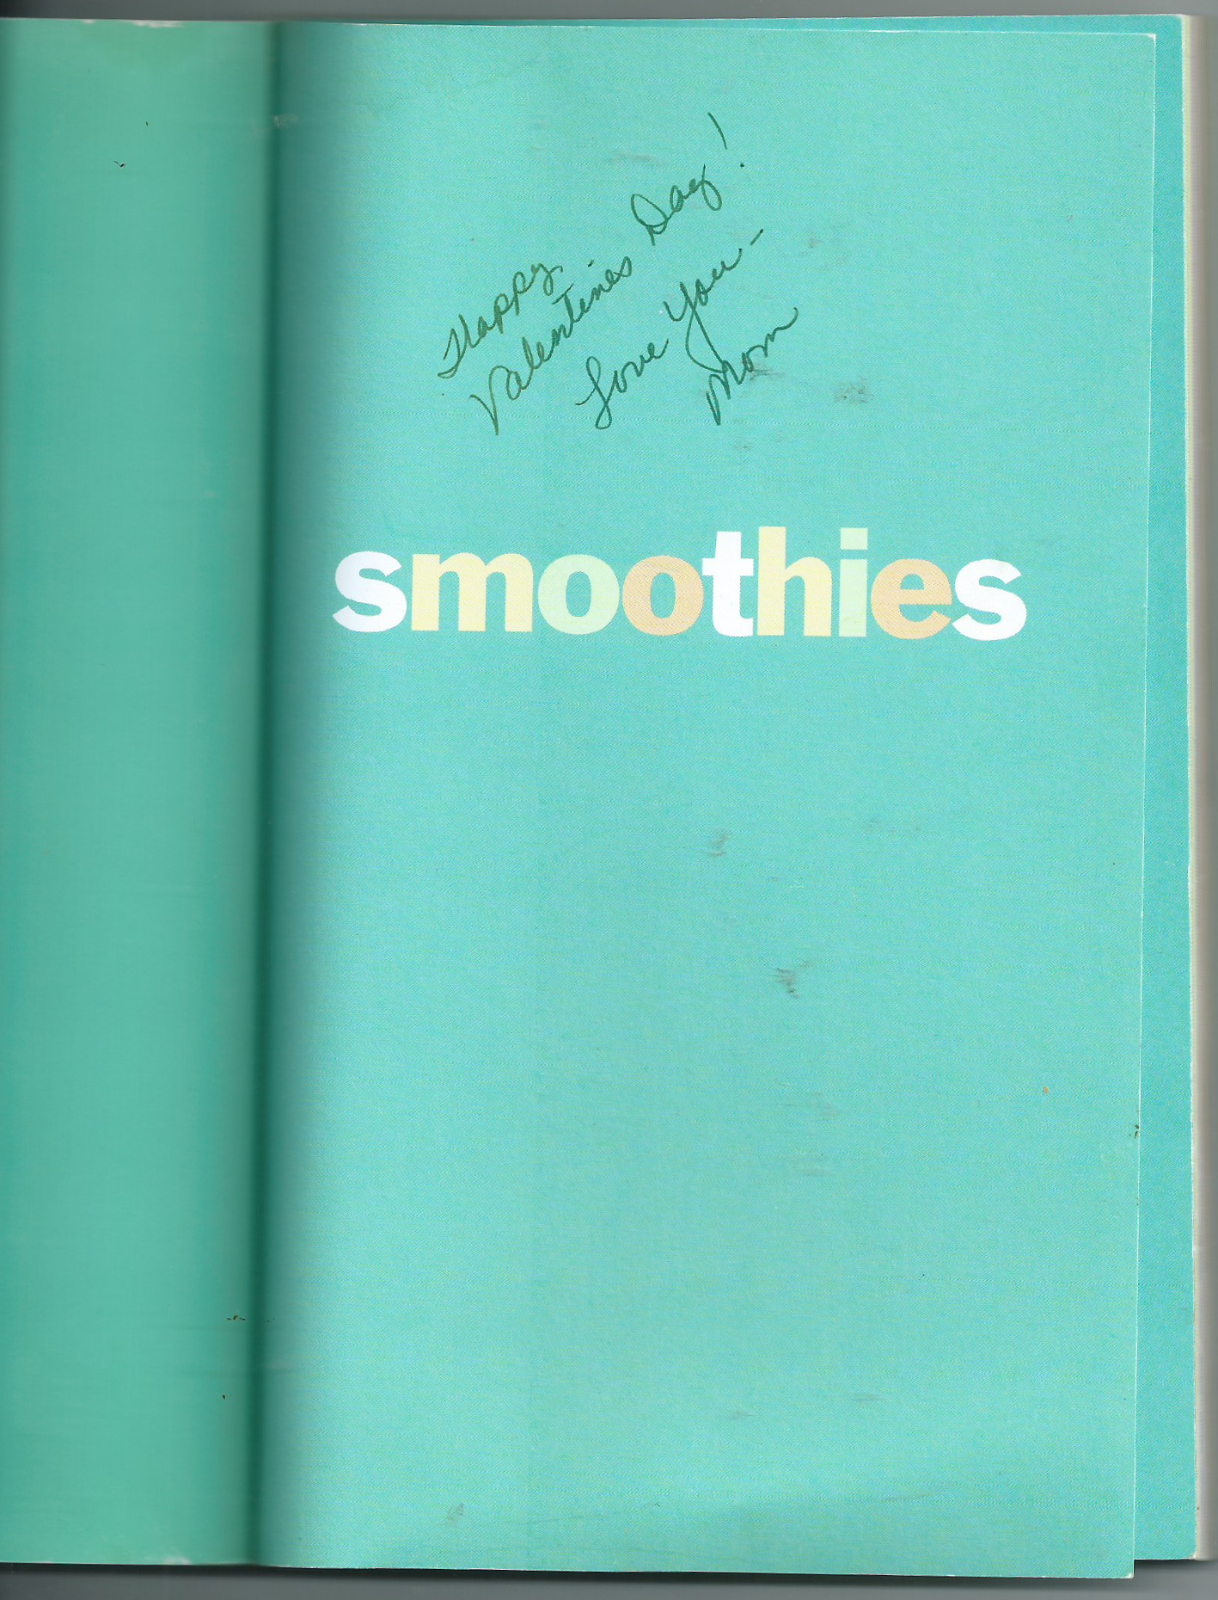 Happy
Valentines Day!
Love You -
Mom
smoothies